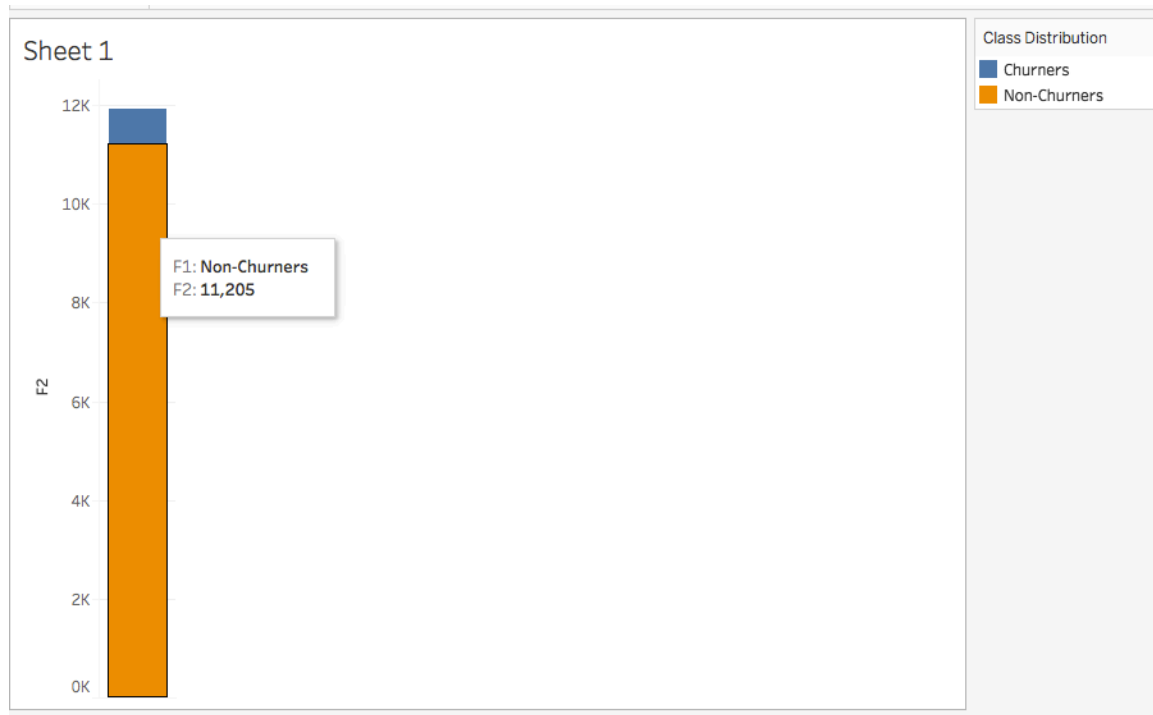 Sheet 1
12K
10K
8K
6K
4K
2K
0K
F2
F1: Non-Churners
F2: 11,205
Class Distribution
Churners
Non-Churners